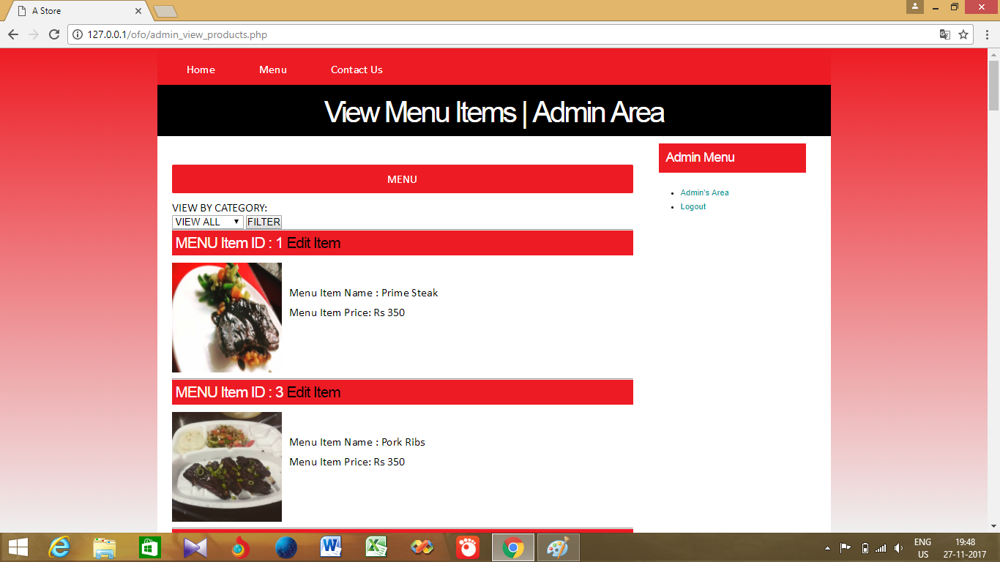 A Store
127.0.0.1/ofo/admin_view_products.php
Home Menu Contact Us
View Menu Items | Admin Area
Admin Menu
Admin's Area
Logout
MENU
VIEW BY CATEGORY:
VIEW ALL FILTER
MENU Item ID : 1 Edit Item
Menu Item Name : Prime Steak
Menu Item Price: Rs 350
MENU Item ID : 3 Edit Item
Menu Item Name : Pork Ribs
Menu Item Price: Rs 350
ENG 19:48
US 27-11-2017